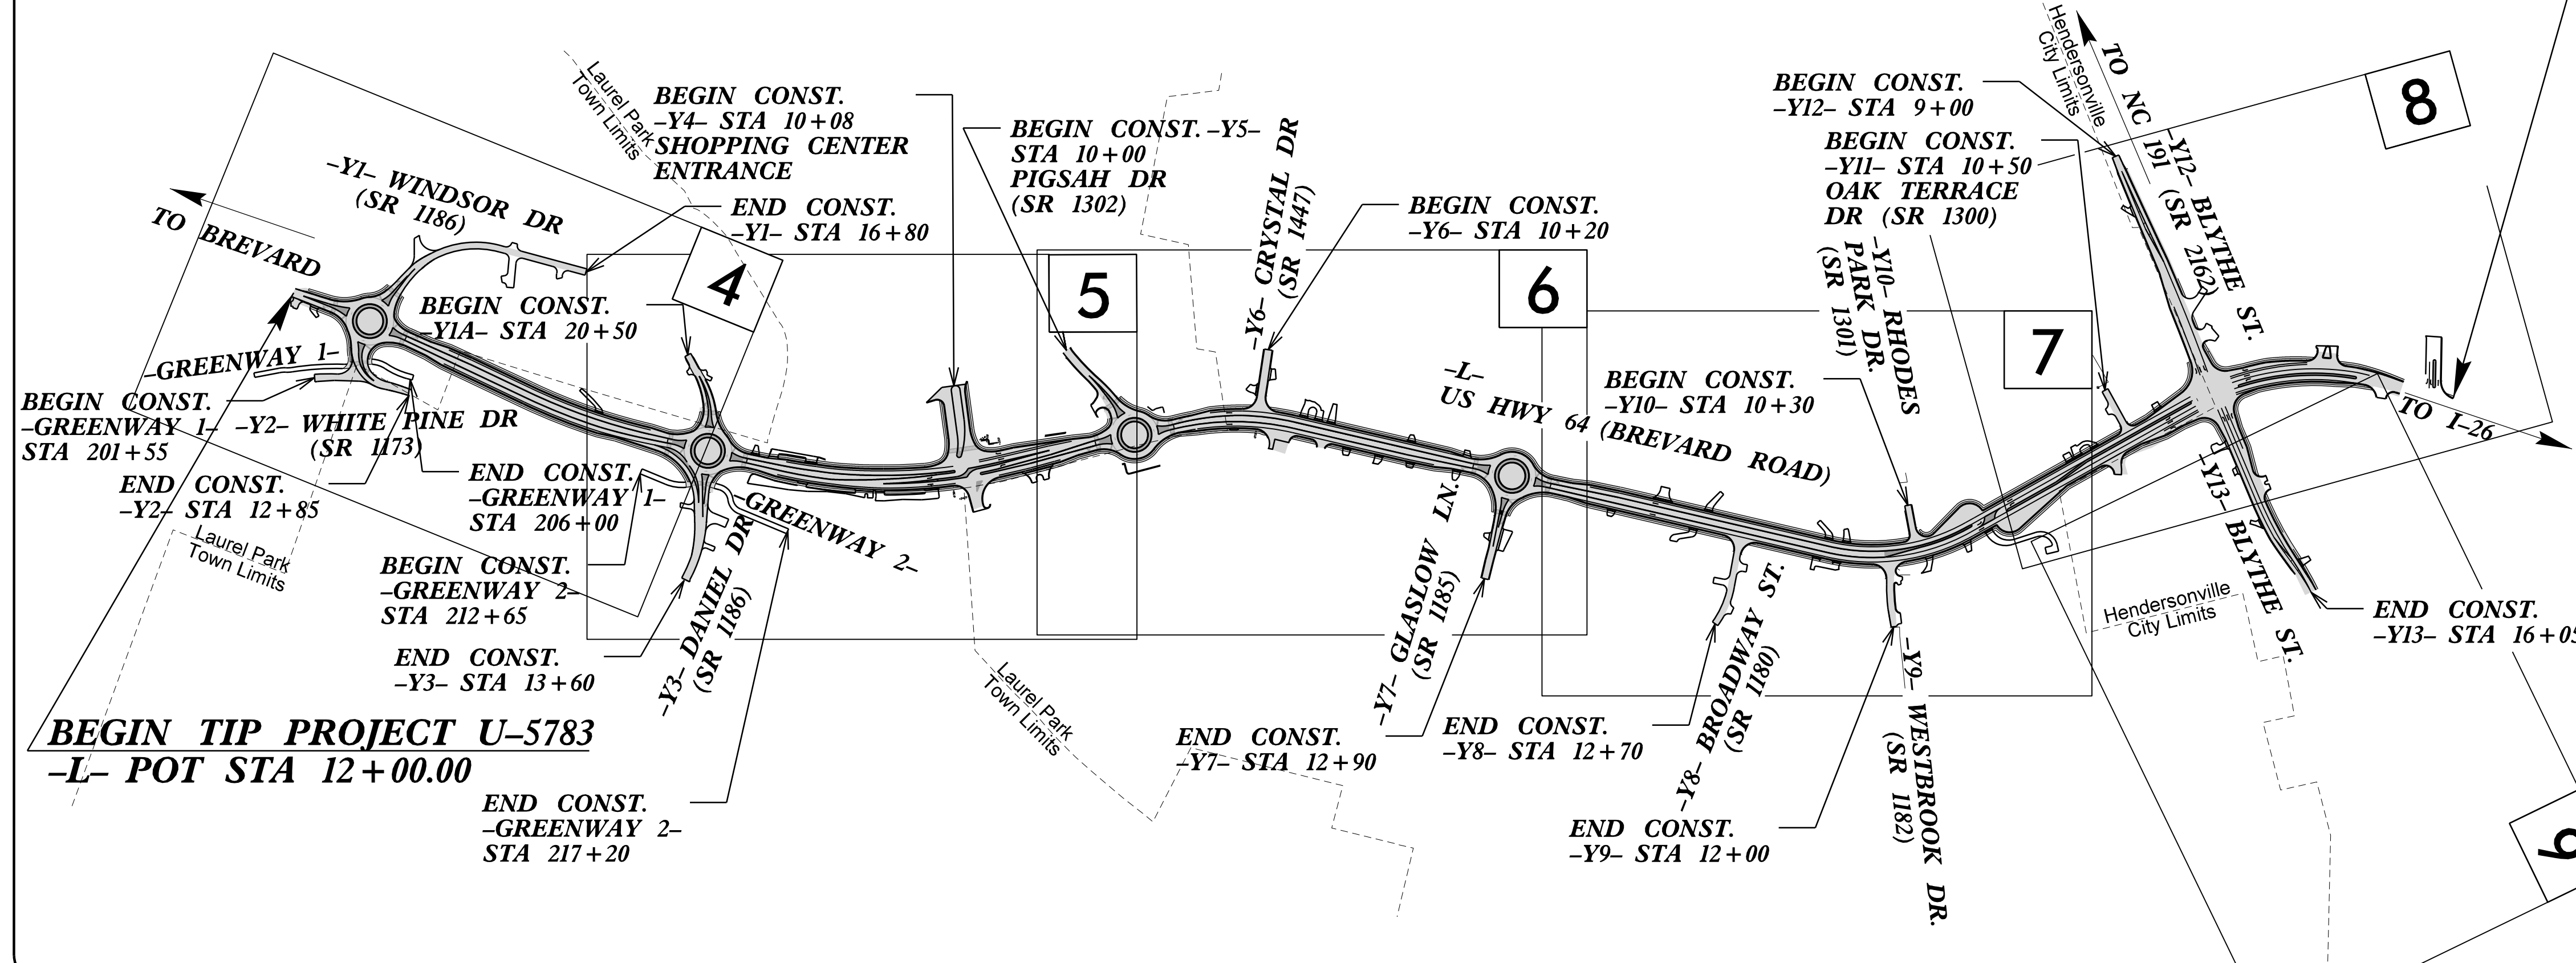 Laurel Park
Town Limits
–Y1– WINDSOR DR
(SR 1186)
TO BREVARD
BEGIN CONST.
–Y4– STA 10+08
SHOPPING CENTER
ENTRANCE
END CONST.
–Y1– STA 16+80
BEGIN CONST. –Y5–
STA 10+00
PIGSAH DR
(SR 1302)
–Y6– CRYSTAL DR
(SR 1447)
BEGIN CONST.
–Y6– STA 10+20
BEGIN CONST.
–Y12– STA 9+00
BEGIN CONST.
–Y11– STA 10+50
OAK TERRACE
DR (SR 1300)
Hendersonville
City Limits
TO NC 191
–Y12– BLYTHE ST.
(SR 2162)
8
4
5
6
7
BEGIN CONST.
–Y1A– STA 20+50
–GREENWAY 1–
BEGIN CONST.
–GREENWAY 1–
STA 201+55
–Y2– WHITE PINE DR
(SR 1173)
END CONST.
–Y2– STA 12+85
END CONST.
–GREENWAY 1–
STA 206+00
Laurel Park
Town Limits
BEGIN CONST.
–GREENWAY 2–
STA 212+65
END CONST.
–Y3– STA 13+60
–Y3– DANIEL DR
(SR 1186)
–GREENWAY 2–
BEGIN TIP PROJECT U–5783
–L– POT STA 12+00.00
END CONST.
–GREENWAY 2–
STA 217+20
Laurel Park
Town Limits
–L–
US HWY 64 (BREVARD ROAD)
–Y7– GLASLOW LN.
(SR 1185)
END CONST.
–Y7– STA 12+90
END CONST.
–Y8– STA 12+70
–Y8– BROADWAY ST.
(SR 1180)
BEGIN CONST.
–Y10– STA 10+30
–Y10– RHODES
PARK DR.
(SR 1301)
END CONST.
–Y9– STA 12+00
–Y9– WESTBROOK DR.
(SR 1182)
TO I–26
–Y13– BLYTHE ST.
Hendersonville
City Limits
END CONST.
–Y13– STA 16+05
9